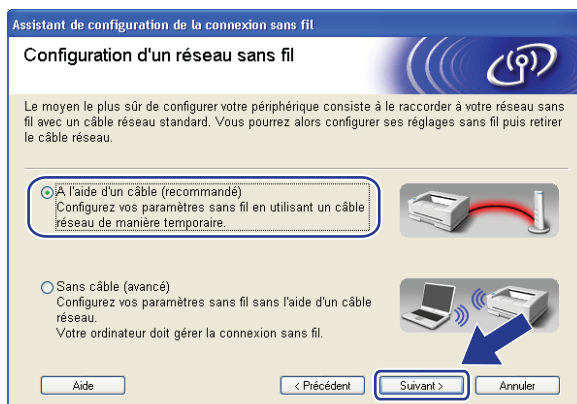 Assistant de configuration de la connexion sans fil
Configuration d'un réseau sans fil
Le moyen le plus sûr de configurer votre périphérique consiste à le raccorder à votre réseau sans
fil avec un câble réseau standard. Vous pourrez alors configurer ses réglages sans fil puis retirer
le câble réseau.
A l'aide d'un câble (recommandé)
Configurez vos paramètres sans fil en utilisant un câble
réseau de manière temporaire.
Sans câble (avancé)
Configurez vos paramètres sans fil sans l'aide d'un câble
réseau.
Votre ordinateur doit gérer la connexion sans fil.
Aide
< Précédent
Suivant >
Annuler